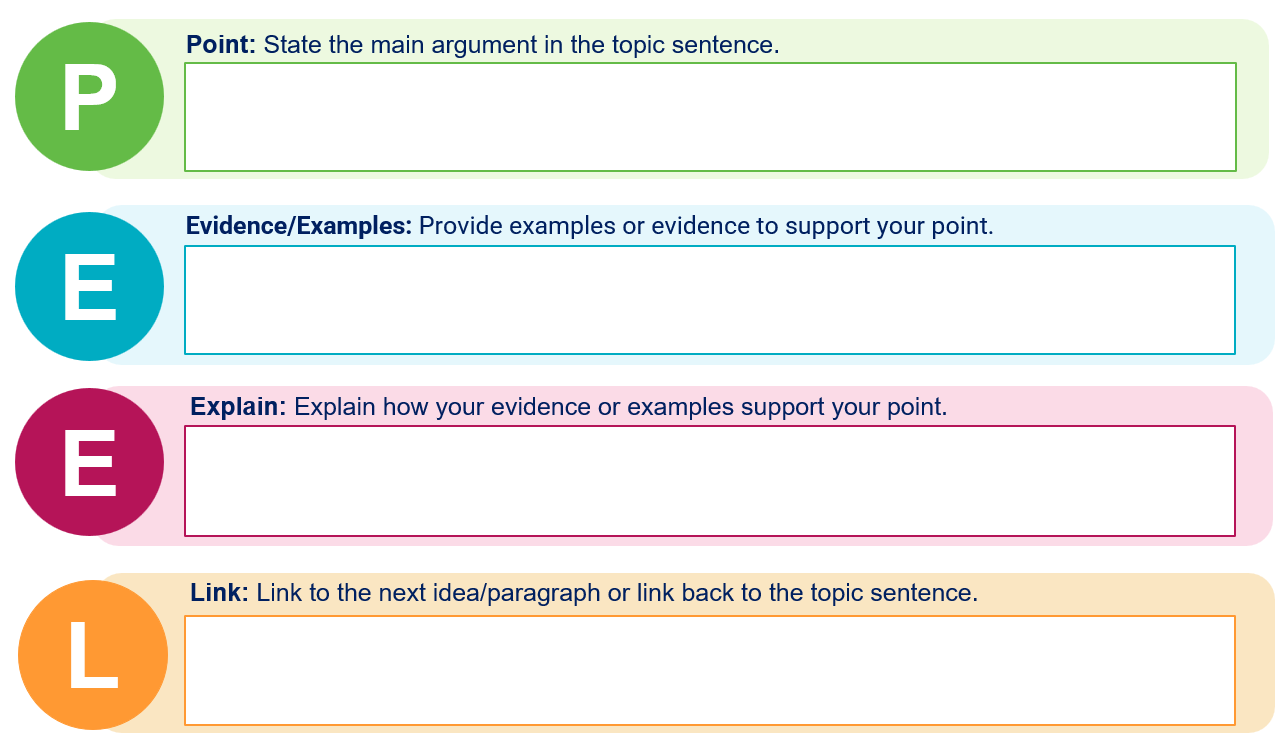 P
Point: State the main argument in the topic sentence.
E
Evidence/Examples: Provide examples or evidence to support your point.
E
Explain: Explain how your evidence or examples support your point.
L
Link: Link to the next idea/paragraph or link back to the topic sentence.